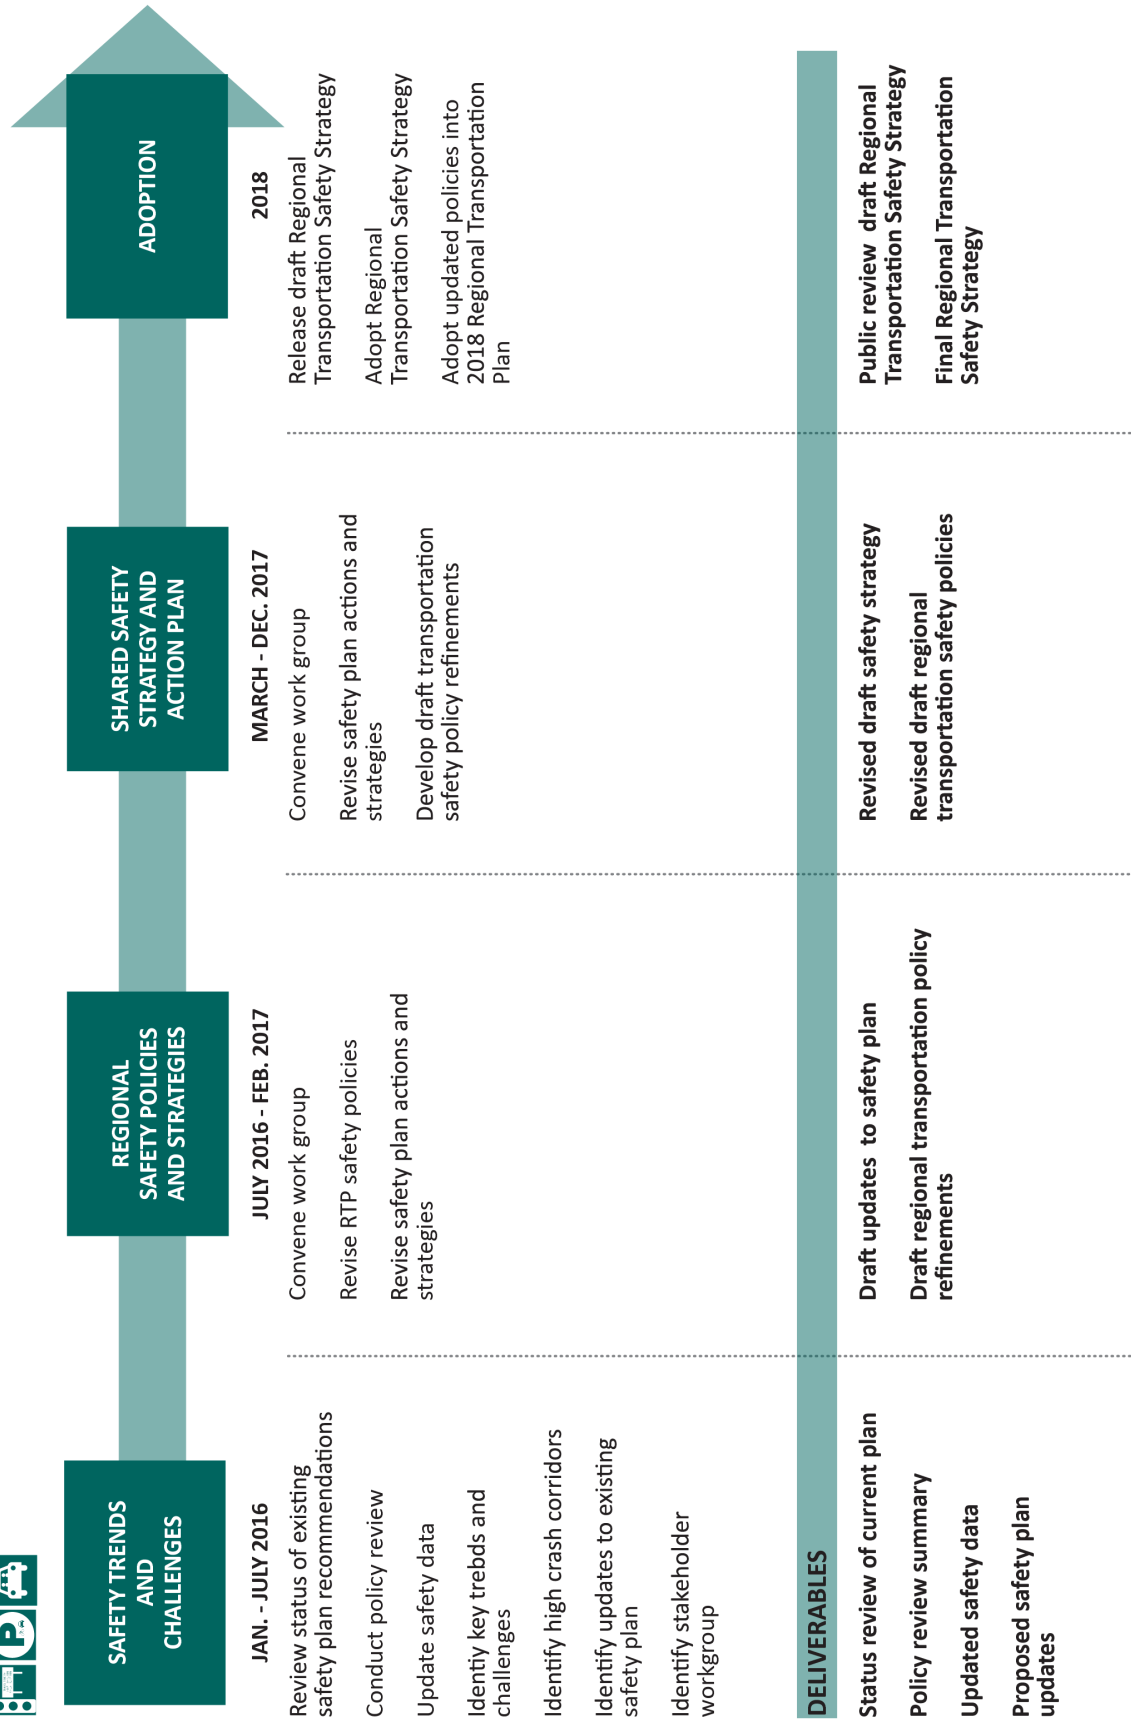 SAFETY TRENDS
AND
CHALLENGES
JAN. - JULY 2016
Review status of existing
safety plan recommendations
Conduct policy review
Update safety data
Identiy key trebds and
challenges
Identify high crash corridors
Identify updates to existing
safety plan
Identify stakeholder
workgroup
REGIONAL
SAFETY POLICIES
AND STRATEGIES
JULY 2016 - FEB. 2017
Convene work group
Revise RTP safety policies
Revise safety plan actions and
strategies
SHARED SAFETY
STRATEGY AND
ACTION PLAN
MARCH - DEC. 2017
Convene work group
Revise safety plan actions and
strategies
Develop draft transportation
safety policy refinements
ADOPTION
2018
Release draft Regional
Transportation Safety Strategy
Adopt Regional
Transportation Safety Strategy
Adopt updated policies into
2018 Regional Transportation
Plan
DELIVERABLES
Status review of current plan
Policy review summary
Updated safety data
Proposed safety plan
updates
Draft updates  to safety plan
Draft regional transportation policy
refinements
Revised draft safety strategy
Revised draft regional
transportation safety policies
Public review  draft Regional
Transportation Safety Strategy
Final Regional Transportation
Safety Strategy
P